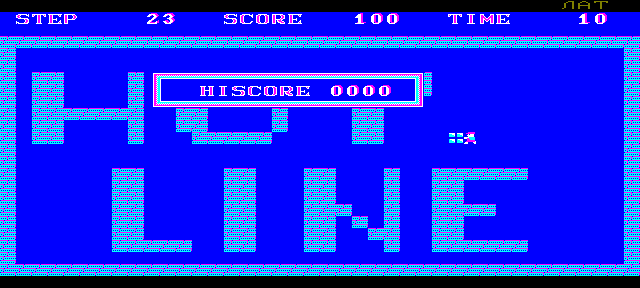 ЛАТ
STEP 23 SCORE 100 TIME 10
HISCORE 0000
HOT
LINE